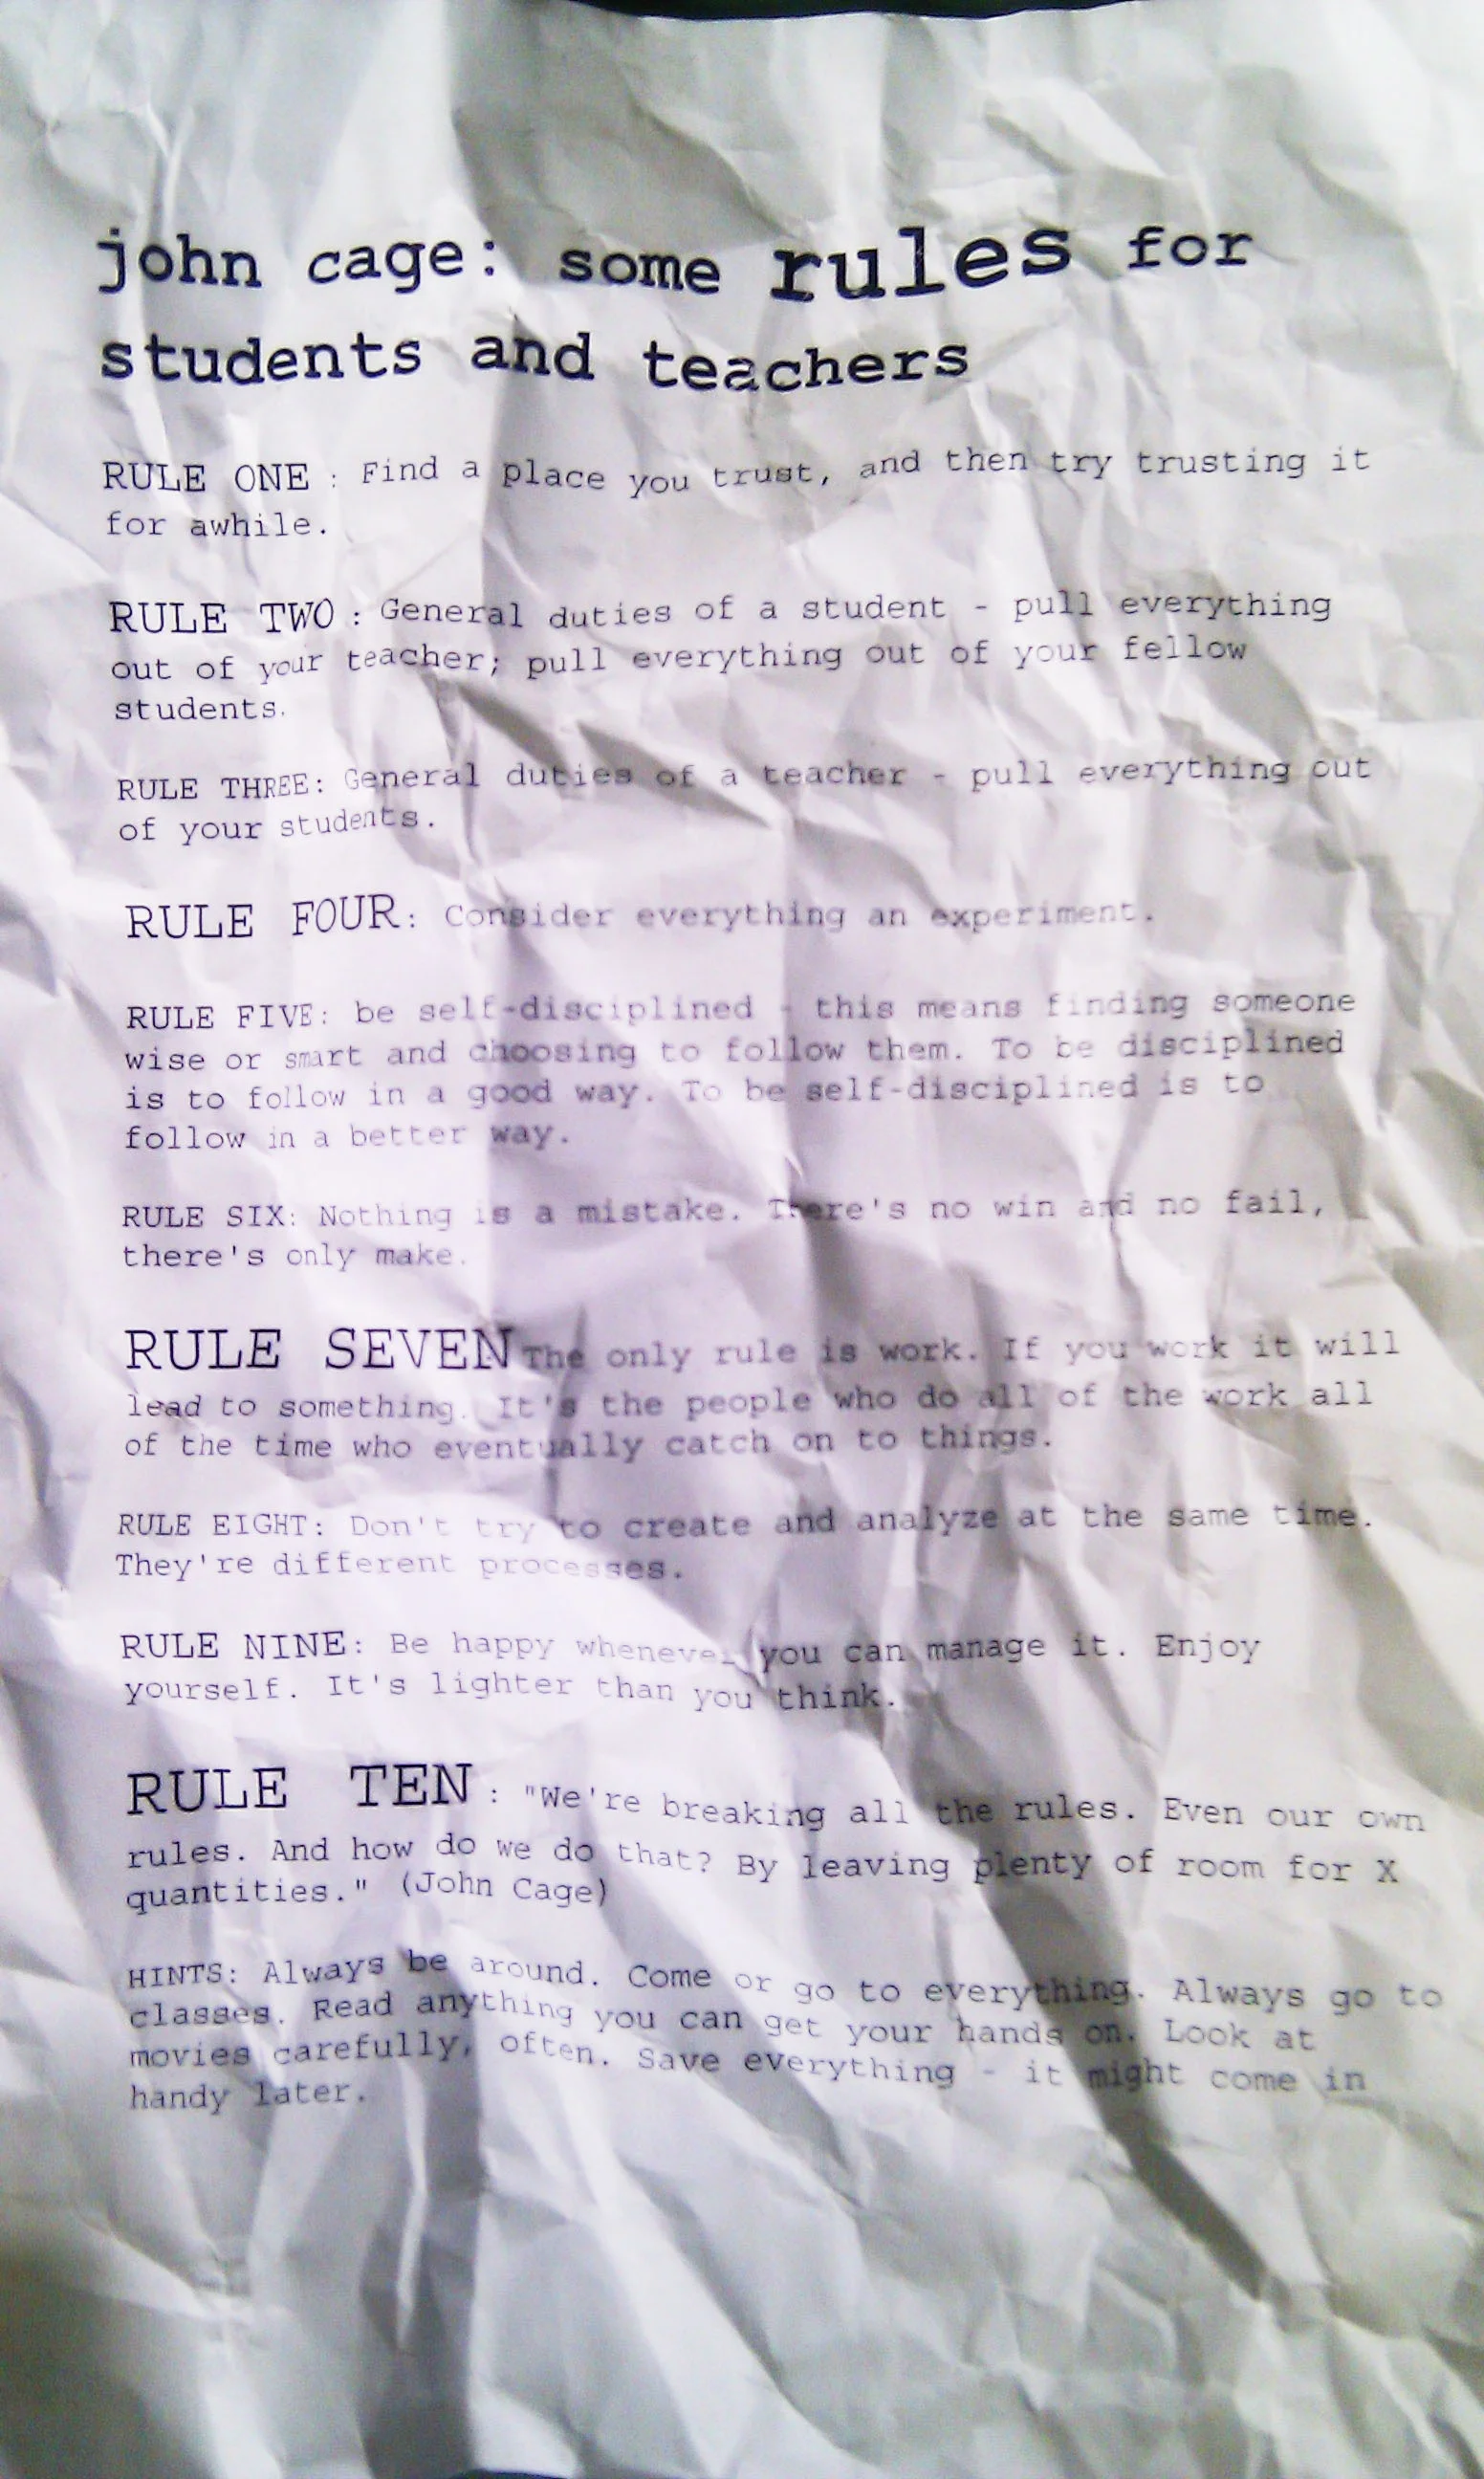 john cage: some rules for
students and teachers
RULE ONE : Find a place you trust, and then try trusting it
for awhile.
RULE TWO : General duties of a student - pull everything
out of your teacher; pull everything out of your fellow
students.
RULE THREE: General duties of a teacher - pull everything out
of your students.
RULE FOUR: Consider everything an experiment.
RULE FIVE: be self-disciplined - this means finding someone
wise or smart and choosing to follow them. To be disciplined
is to follow in a good way. To be self-disciplined is to
follow in a better way.
RULE SIX: Nothing is a mistake. There's no win and no fail,
there's only make.
RULE SEVEN The only rule is work. If you work it will
lead to something. It's the people who do all of the work all
of the time who eventually catch on to things.
RULE EIGHT: Don't try to create and analyze at the same time.
They're different processes.
RULE NINE: Be happy whenever you can manage it. Enjoy
yourself. It's lighter than you think.
RULE TEN : "We're breaking all the rules. Even our own
rules. And how do we do that? By leaving plenty of room for X
quantities." (John Cage)
HINTS: Always be around. Come or go to everything. Always go to
classes. Read anything you can get your hands on. Look at
movies carefully, often. Save everything - it might come in
handy later.